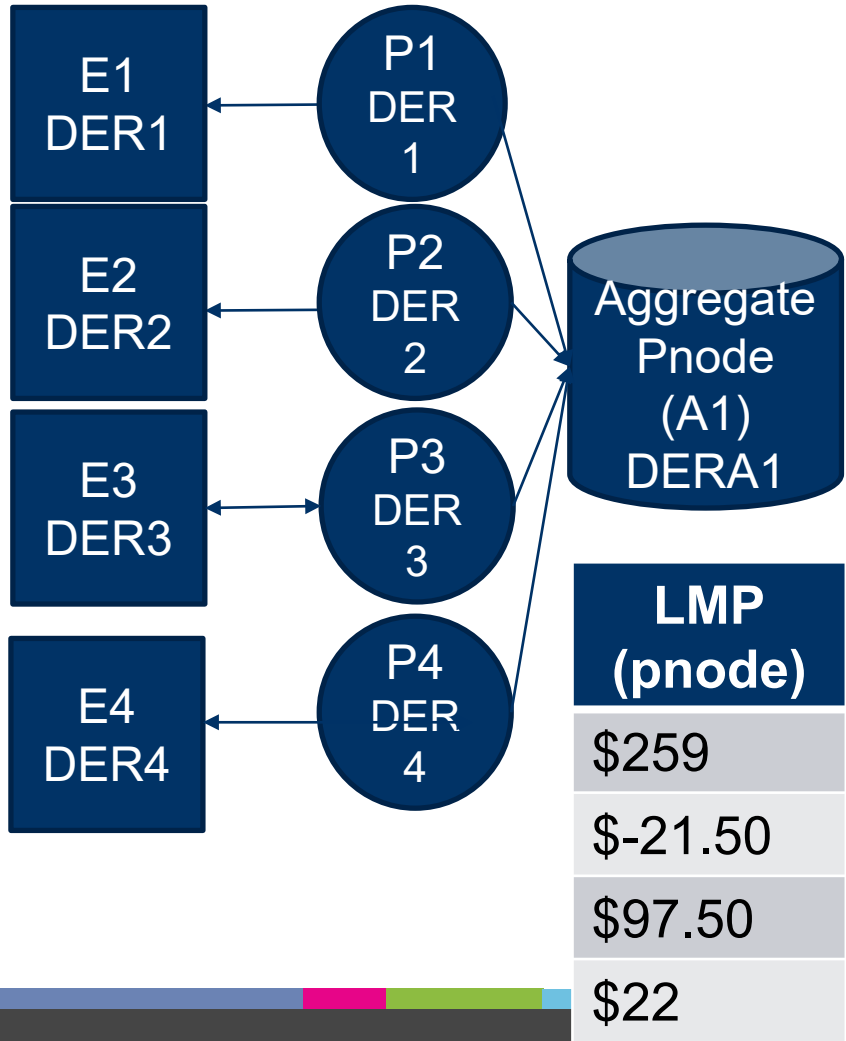 E1
DER1
P1
DER
1
E2
DER2
P2
DER
2
Aggregate
Pnode
(A1)
DERA1
E3
DER3
P3
DER
3
E4
DER4
P4
DER
4
LMP
(pnode)
$259
$-21.50
$97.50
$22